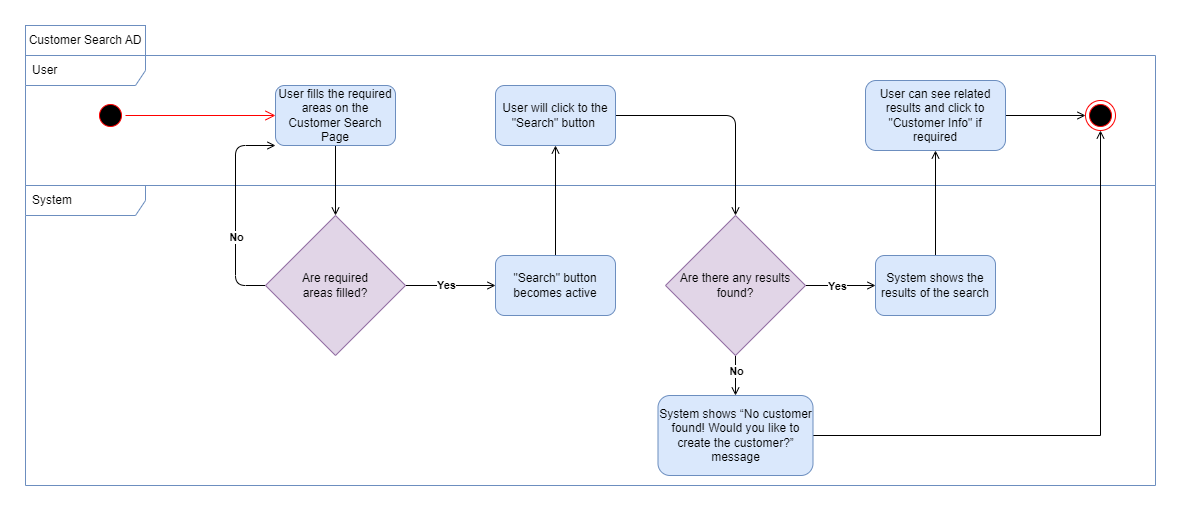 Customer Search AD
User
User fills the required
areas on the
Customer Search
Page
User will click to the
"Search" button
User can see related
results and click to
"Customer Info" if
required
System
No
Are required
areas filled?
Yes
"Search" button
becomes active
Are there any results
found?
Yes
System shows the
results of the search
No
System shows “No customer
found! Would you like to
create the customer?”
message